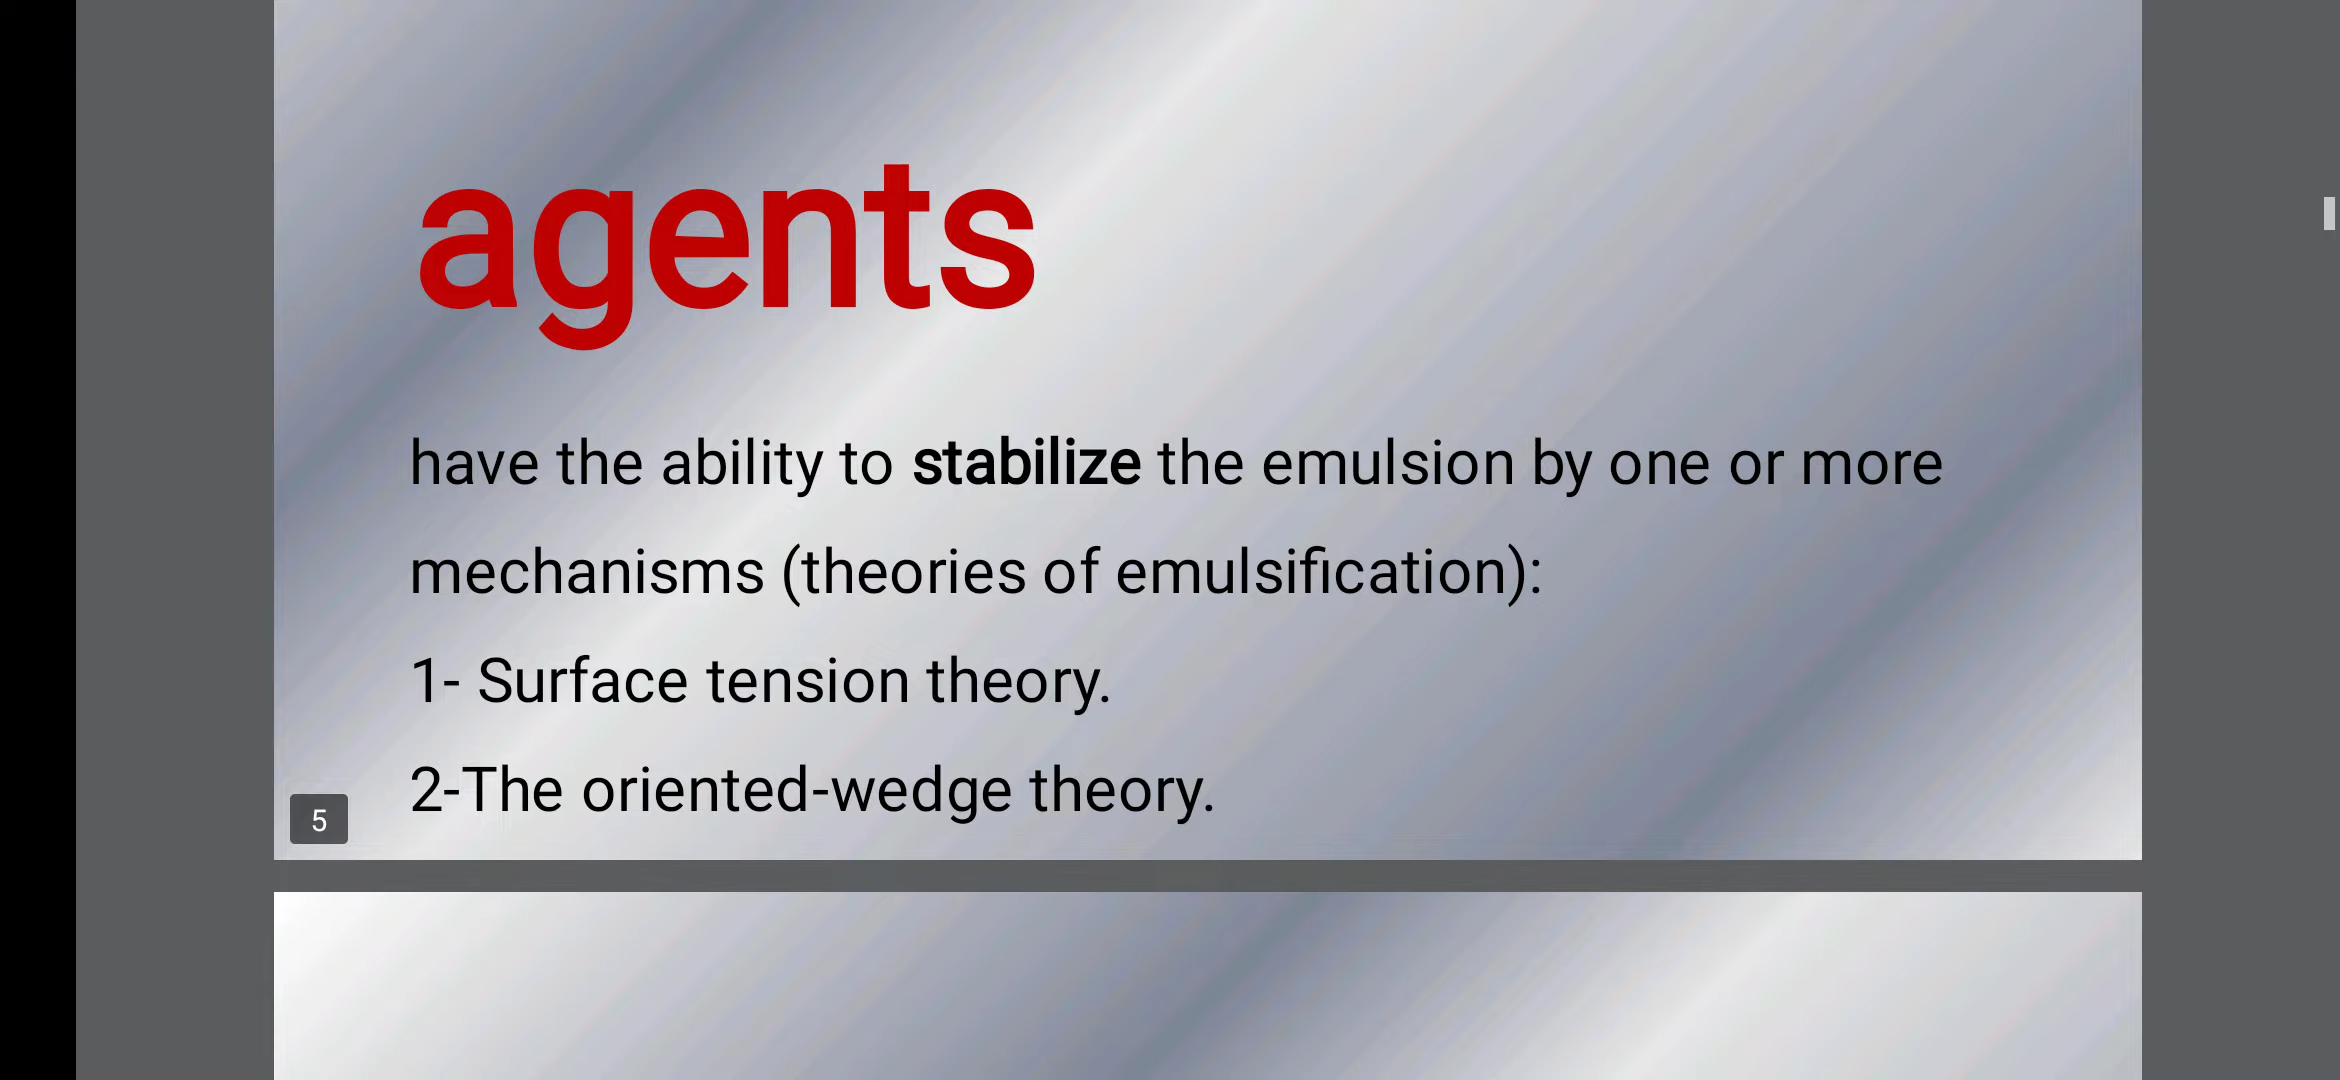 agents
have the ability to stabilize the emulsion by one or more
mechanisms (theories of emulsification):
1- Surface tension theory.
2-The oriented-wedge theory.
5